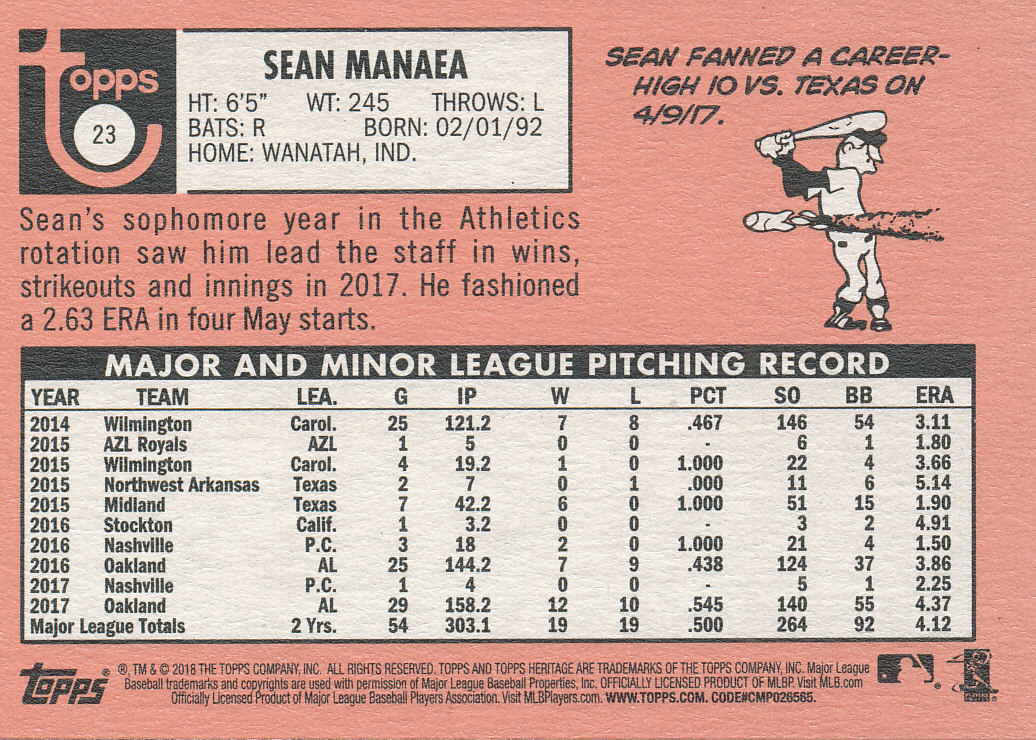 topps
23
SEAN MANAEA
HT: 6'5" WT: 245 THROWS: L
BATS: R BORN: 02/01/92
HOME: WANATAH, IND.
SEAN FANNED A CAREER-
HIGH 10 VS. TEXAS ON
4/9/17.
Sean's sophomore year in the Athletics
rotation saw him lead the staff in wins,
strikeouts and innings in 2017. He fashioned
a 2.63 ERA in four May starts.
MAJOR AND MINOR LEAGUE PITCHING RECORD
YEAR TEAM LEA. G IP W L PCT SO BB ERA
2014 Wilmington Carol. 25 121.2 7 8 .467 146 54 3.11
2015 AZL Royals AZL 1 5 0 0 - 6 1 1.80
2015 Wilmington Carol. 4 19.2 1 0 1.000 22 4 3.66
2015 Northwest Arkansas Texas 2 7 0 1 .000 11 6 5.14
2015 Midland Texas 7 42.2 6 0 1.000 51 15 1.90
2016 Stockton Calif. 1 3.2 0 0 - 3 2 4.91
2016 Nashville P.C. 3 18 2 0 1.000 21 4 1.50
2016 Oakland AL 25 144.2 7 9 .438 124 37 3.86
2017 Nashville P.C. 1 4 0 0 - 5 1 2.25
2017 Oakland AL 29 158.2 12 10 .545 140 55 4.37
Major League Totals 2 Yrs. 54 303.1 19 19 .500 264 92 4.12
topps
®, TM & © 2018 THE TOPPS COMPANY, INC. ALL RIGHTS RESERVED. TOPPS AND TOPPS HERITAGE ARE TRADEMARKS OF THE TOPPS COMPANY, INC. Major League
Baseball trademarks and copyrights are used with permission of Major League Baseball Properties, Inc. OFFICIALLY LICENSED PRODUCT OF MLBP. Visit MLB.com
Officially Licensed Product of Major League Baseball Players Association. Visit MLBPlayers.com. WWW.TOPPS.COM. CODE#CMP026565.